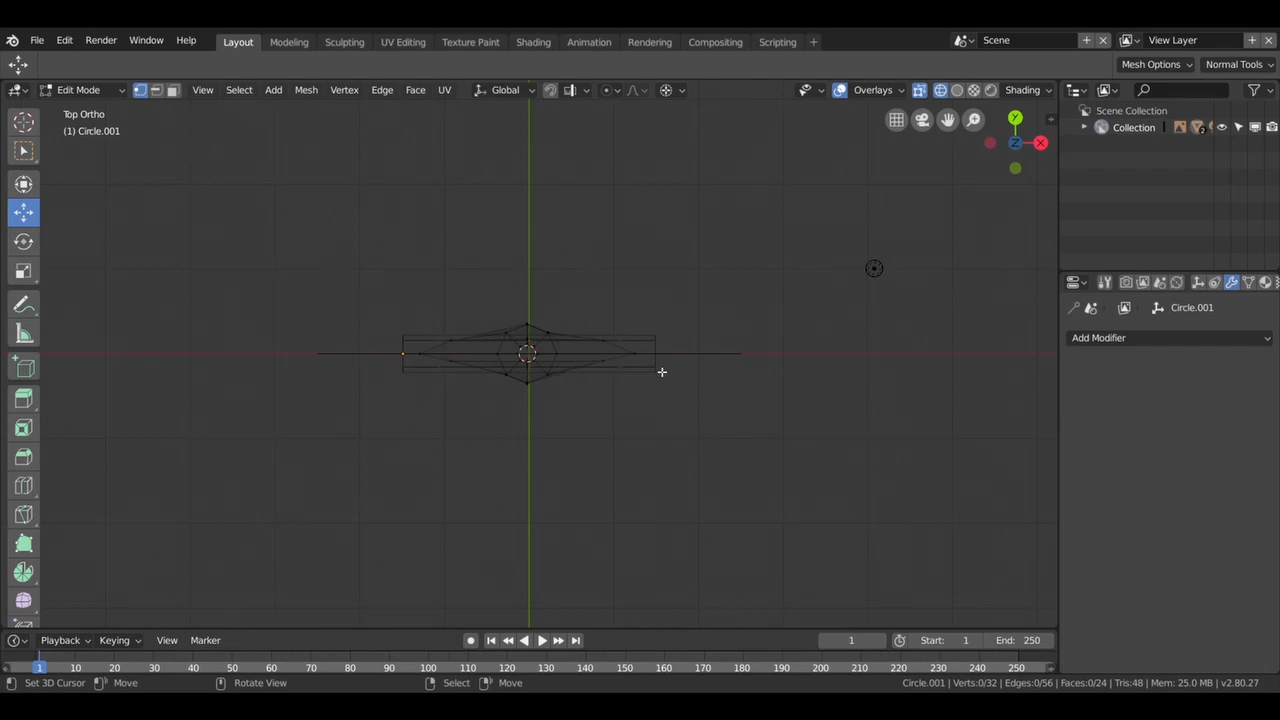 File Edit Render Window Help Layout Modeling Sculpting UV Editing Texture Paint Shading Animation Rendering Compositing Scripting + Scene View Layer
Mesh Options Normal Tools
Edit Mode View Select Add Mesh Vertex Edge Face UV Global Overlays Shading
Top Ortho
(1) Circle.001
Y
Z X
Scene Collection
Collection 2
Circle.001
Add Modifier
Playback Keying View Marker 1 Start: 1 End: 250
1 10 20 30 40 50 60 70 80 90 100 110 120 130 140 150 160 170 180 190 200 210 220 230 240 250
Set 3D Cursor Move Rotate View Select Move Circle.001 | Verts:0/32 | Edges:0/56 | Faces:0/24 | Tris:48 | Mem: 25.0 MB | v2.80.27